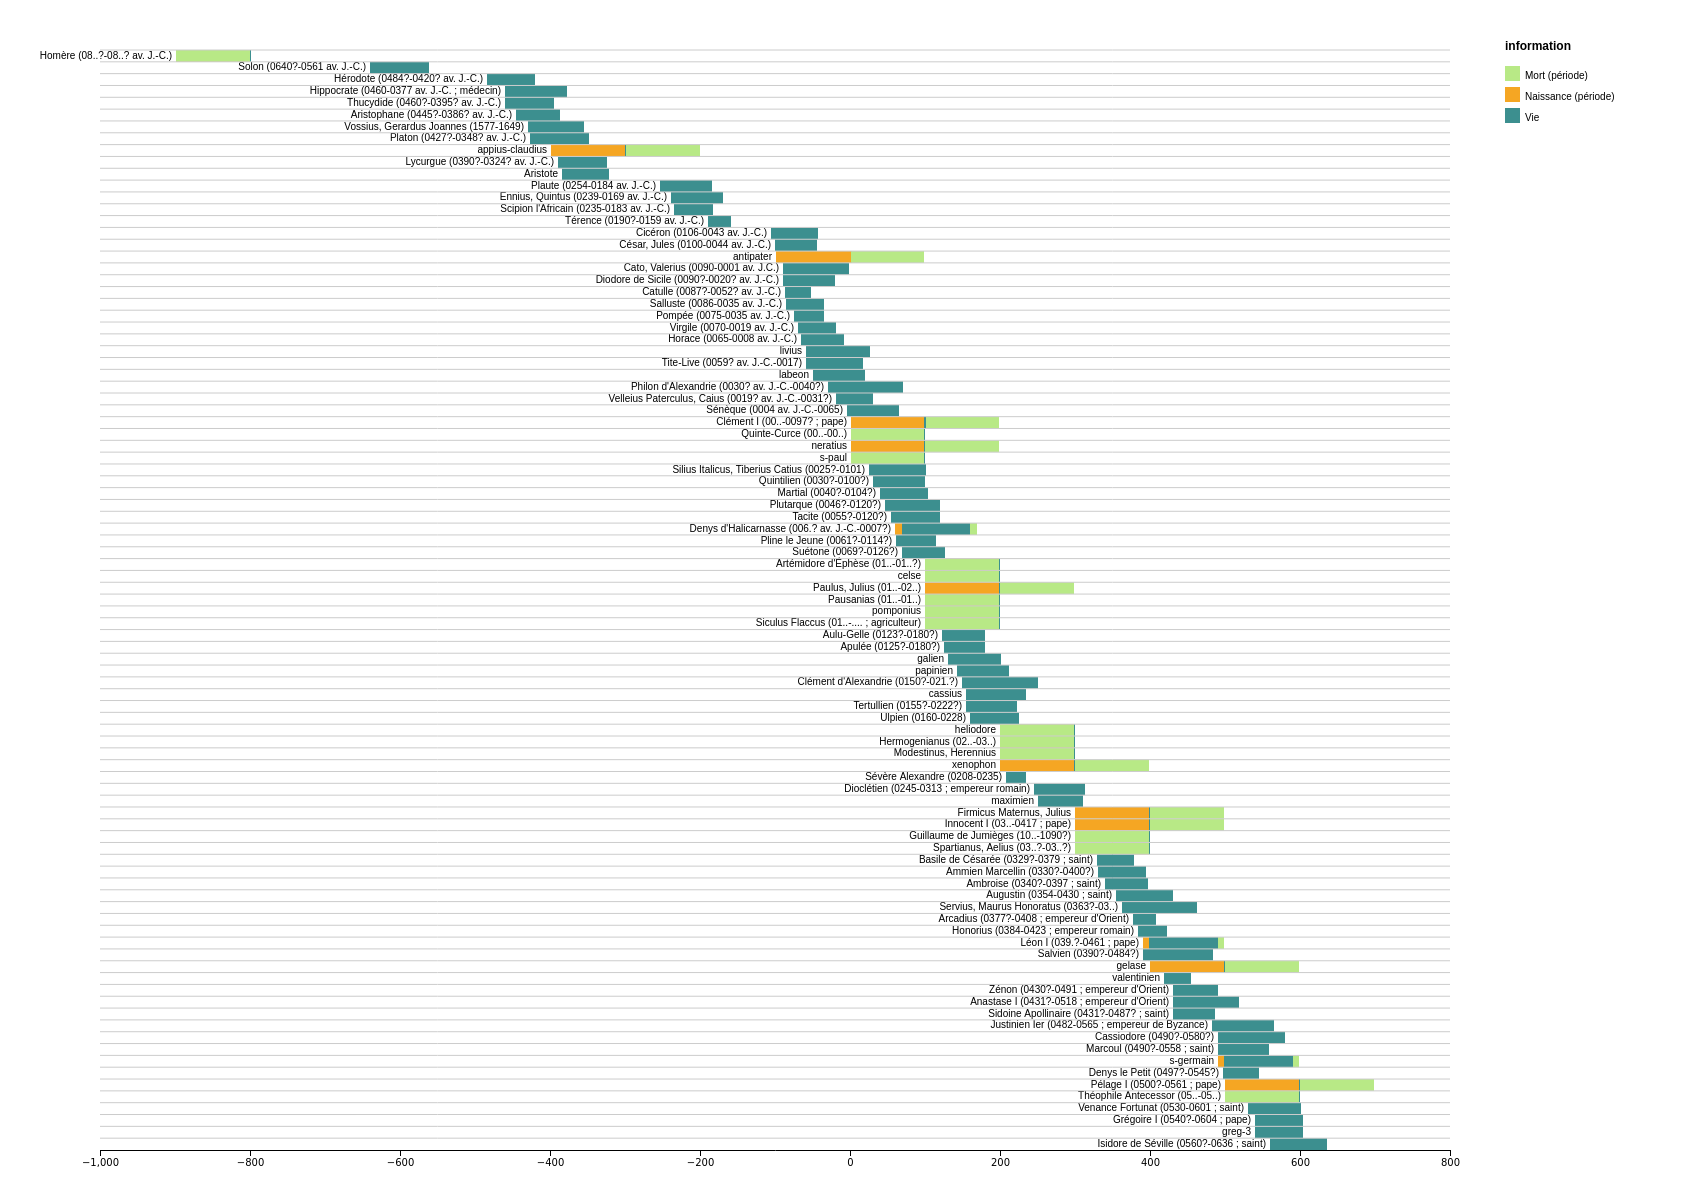 information
Mort (période)
Naissance (période)
Vie
Homère (08..?-08..? av. J.-C.)
Solon (0640?-0561 av. J.-C.)
Hérodote (0484?-0420? av. J.-C.)
Hippocrate (0460-0377 av. J.-C. ; médecin)
Thucydide (0460?-0395? av. J.-C.)
Aristophane (0445?-0386? av. J.-C.)
Vossius, Gerardus Joannes (1577-1649)
Platon (0427?-0348? av. J.-C.)
appius-claudius
Lycurgue (0390?-0324? av. J.-C.)
Aristote
Plaute (0254-0184 av. J.-C.)
Ennius, Quintus (0239-0169 av. J.-C.)
Scipion l'Africain (0235-0183 av. J.-C.)
Térence (0190?-0159 av. J.-C.)
Cicéron (0106-0043 av. J.-C.)
César, Jules (0100-0044 av. J.-C.)
antipater
Cato, Valerius (0090-0001 av. J.C.)
Diodore de Sicile (0090?-0020? av. J.-C.)
Catulle (0087?-0052? av. J.-C.)
Salluste (0086-0035 av. J.-C.)
Pompée (0075-0035 av. J.-C.)
Virgile (0070-0019 av. J.-C.)
Horace (0065-0008 av. J.-C.)
livius
Tite-Live (0059? av. J.-C.-0017)
labeon
Philon d'Alexandrie (0030? av. J.-C.-0040?)
Velleius Paterculus, Caius (0019? av. J.-C.-0031?)
Sénèque (0004 av. J.-C.-0065)
Clément I (00..-0097? ; pape)
Quinte-Curce (00..-00..)
neratius
s-paul
Silius Italicus, Tiberius Catius (0025?-0101)
Quintilien (0030?-0100?)
Martial (0040?-0104?)
Plutarque (0046?-0120?)
Tacite (0055?-0120?)
Denys d'Halicarnasse (006.? av. J.-C.-0007?)
Pline le Jeune (0061?-0114?)
Suétone (0069?-0126?)
Artémidore d'Ephèse (01..-01..?)
celse
Paulus, Julius (01..-02..)
Pausanias (01..-01..)
pomponius
Siculus Flaccus (01..-.... ; agriculteur)
Aulu-Gelle (0123?-0180?)
Apulée (0125?-0180?)
galien
papinien
Clément d'Alexandrie (0150?-021.?)
cassius
Tertullien (0155?-0222?)
Ulpien (0160-0228)
heliodore
Hermogenianus (02..-03..)
Modestinus, Herennius
xenophon
Sévère Alexandre (0208-0235)
Dioclétien (0245-0313 ; empereur romain)
maximien
Firmicus Maternus, Julius
Innocent I (03..-0417 ; pape)
Guillaume de Jumièges (10..-1090?)
Spartianus, Aelius (03..?-03..?)
Basile de Césarée (0329?-0379 ; saint)
Ammien Marcellin (0330?-0400?)
Ambroise (0340?-0397 ; saint)
Augustin (0354-0430 ; saint)
Servius, Maurus Honoratus (0363?-03..)
Arcadius (0377?-0408 ; empereur d'Orient)
Honorius (0384-0423 ; empereur romain)
Léon I (039.?-0461 ; pape)
Salvien (0390?-0484?)
gelase
valentinien
Zénon (0430?-0491 ; empereur d'Orient)
Anastase I (0431?-0518 ; empereur d'Orient)
Sidoine Apollinaire (0431?-0487? ; saint)
Justinien Ier (0482-0565 ; empereur de Byzance)
Cassiodore (0490?-0580?)
Marcoul (0490?-0558 ; saint)
s-germain
Denys le Petit (0497?-0545?)
Pélage I (0500?-0561 ; pape)
Théophile Antecessor (05..-05..)
Venance Fortunat (0530-0601 ; saint)
Grégoire I (0540?-0604 ; pape)
greg-3
Isidore de Séville (0560?-0636 ; saint)
−1,000 −800 −600 −400 −200 0 200 400 600 800